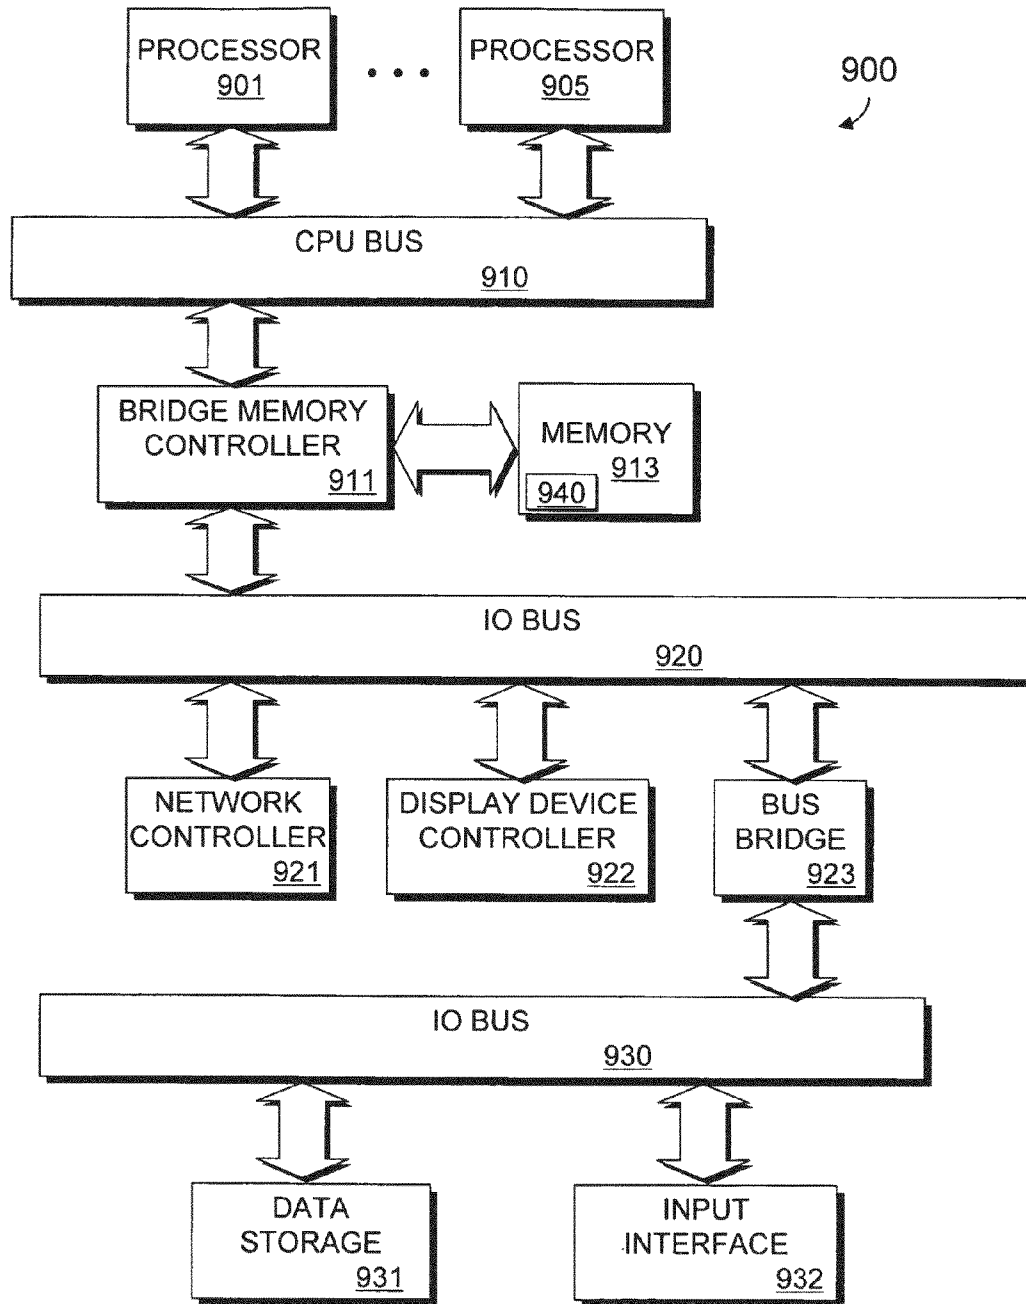 PROCESSOR
901
. . .
PROCESSOR
905
900
CPU BUS
910
BRIDGE MEMORY
CONTROLLER
911
MEMORY
913
940
IO BUS
920
NETWORK
CONTROLLER
921
DISPLAY DEVICE
CONTROLLER
922
BUS
BRIDGE
923
IO BUS
930
DATA
STORAGE
931
INPUT
INTERFACE
932